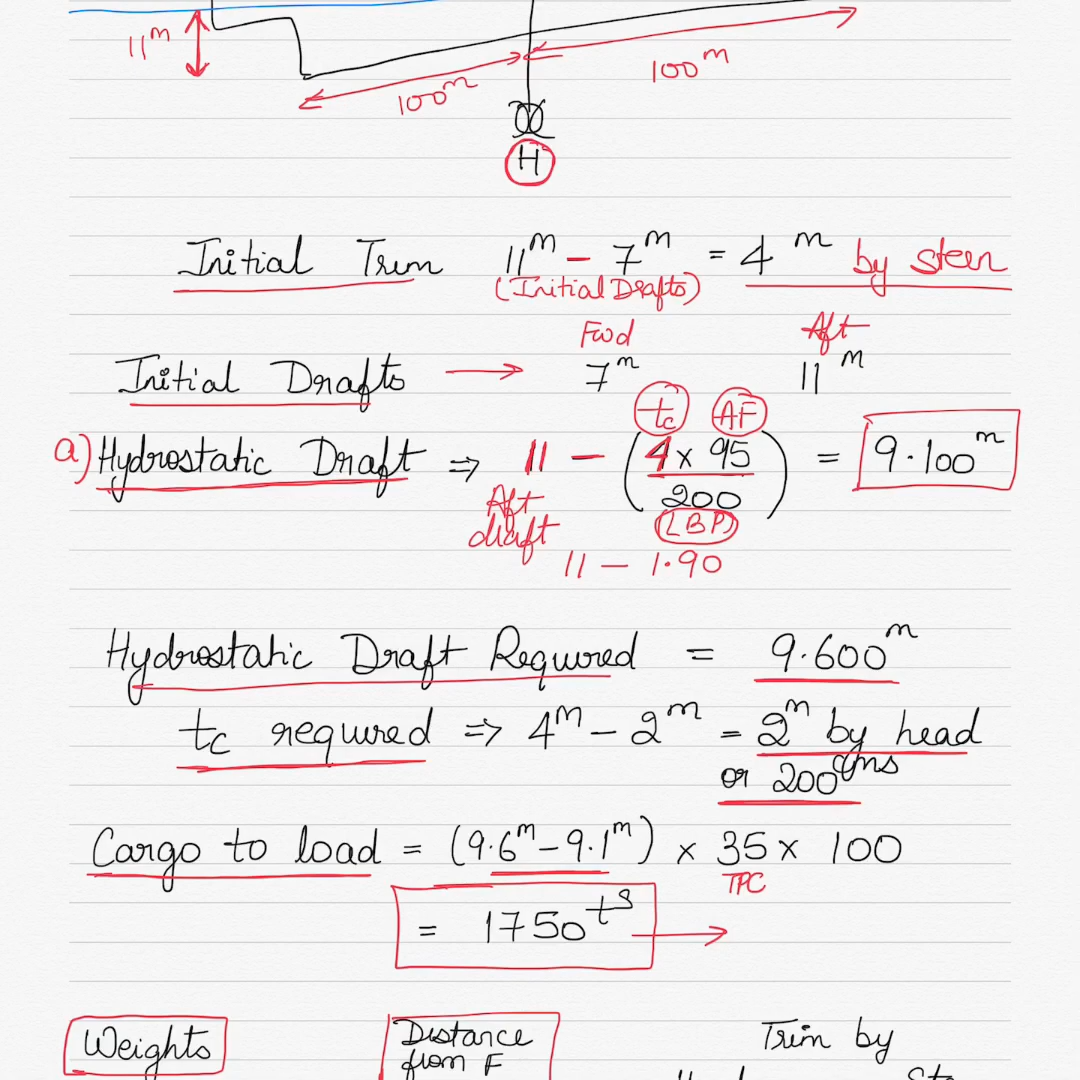 11m
100m 100m
H
Initial Trim 11m - 7m = 4m by stern
(Initial Drafts)
Fwd Aft
Initial Drafts → 7m 11m
tc AF
a) Hydrostatic Draft ⇒ 11 - (4 x 95 / 200) = 9.100m
Aft draft (LBP)
11 - 1.90
Hydrostatic Draft Required = 9.600m
tc required ⇒ 4m - 2m = 2m by head
or 200cms
Cargo to load = (9.6m - 9.1m) x 35 x 100
TPC
= 1750ts →
Weights Distance Trim by
from F